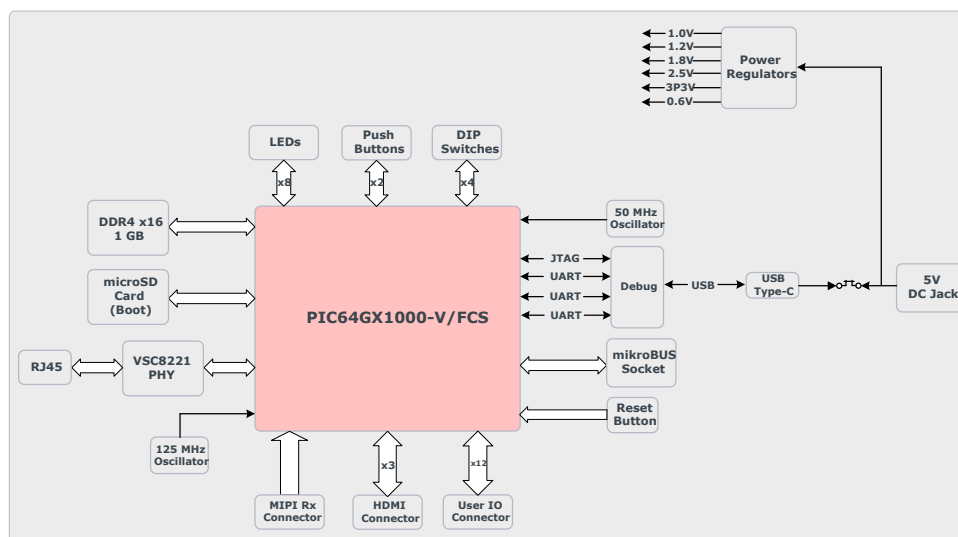 1.0V
1.2V
1.8V
2.5V
3P3V
0.6V
Power
Regulators
LEDs
Push
Buttons
DIP
Switches
x8
x2
x4
DDR4 x16
1 GB
50 MHz
Oscillator
JTAG
UART
UART
UART
Debug
USB
USB
Type-C
5V
DC Jack
microSD
Card
(Boot)
PIC64GX1000-V/FCS
RJ45
VSC8221
PHY
mikroBUS
Socket
Reset
Button
125 MHz
Oscillator
x3
x12
MIPI Rx
Connector
HDMI
Connector
User IO
Connector